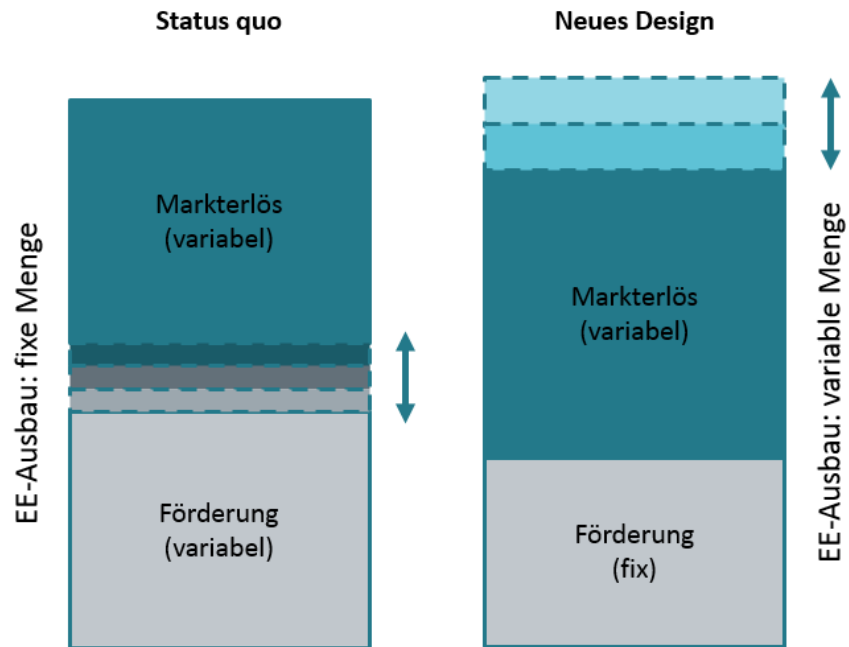 Status quo
Neues Design
EE-Ausbau: fixe Menge
Markterlös
(variabel)
Förderung
(variabel)
Markterlös
(variabel)
Förderung
(fix)
EE-Ausbau: variable Menge